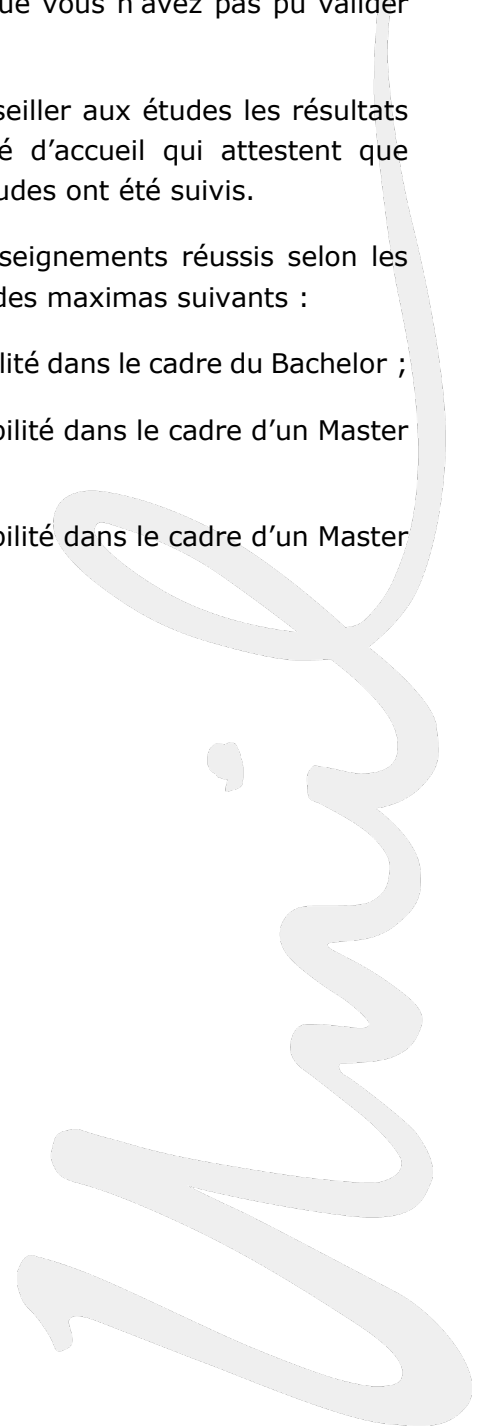 que vous n'avez pas pu valider
seiller aux études les résultats
é d'accueil qui attestent que
udes ont été suivis.
seignements réussis selon les
des maximas suivants :
lité dans le cadre du Bachelor ;
bilité dans le cadre d'un Master
bilité dans le cadre d'un Master
Unil